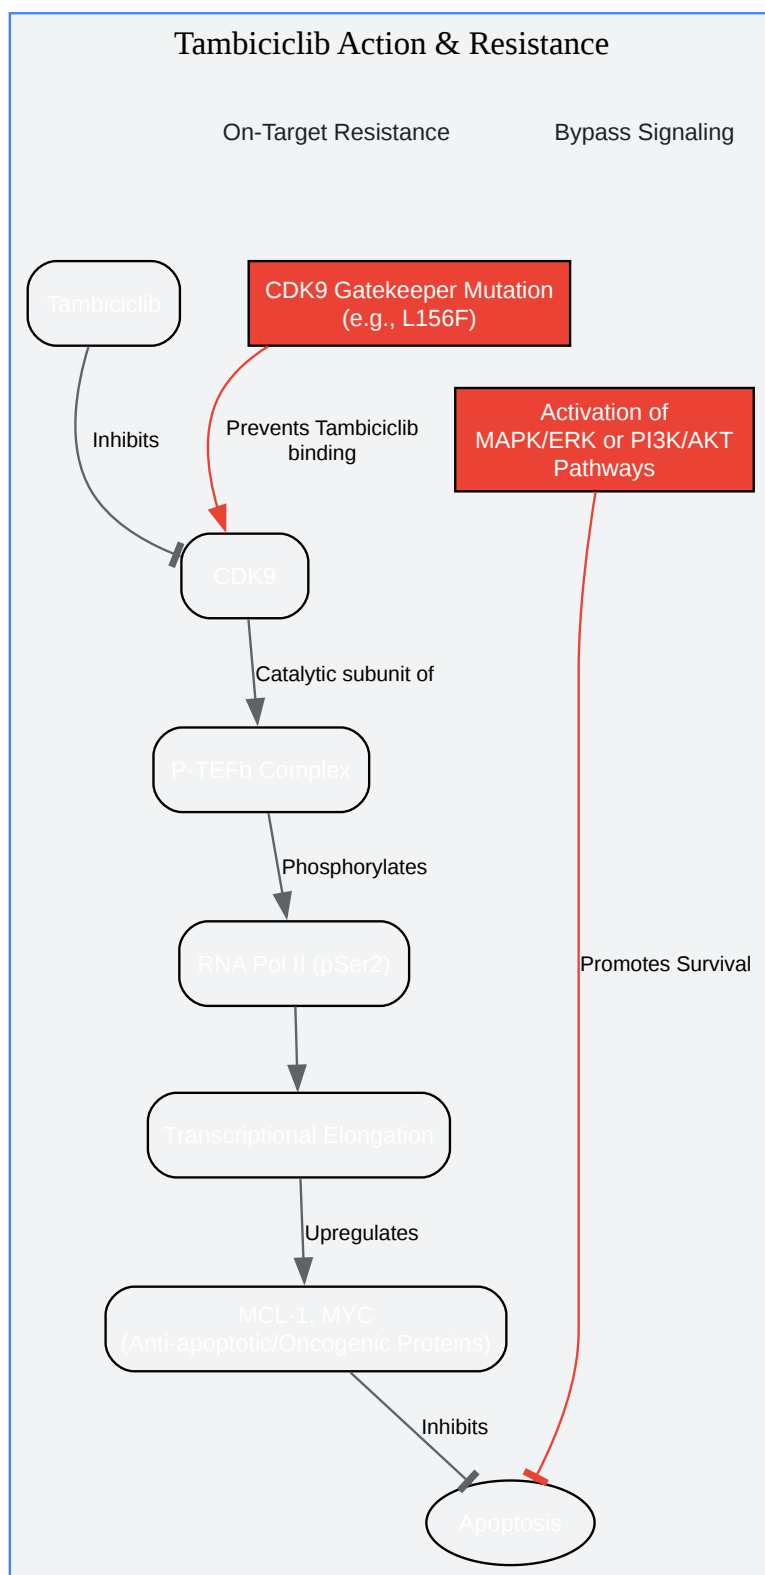 Tambiciclib Action & Resistance
On-Target Resistance
Bypass Signaling
Tambiciclib
CDK9 Gatekeeper Mutation
(e.g., L156F)
Activation of
MAPK/ERK or PI3K/AKT
Pathways
Inhibits
Prevents Tambiciclib
binding
CDK9
Catalytic subunit of
P-TEFb Complex
Phosphorylates
RNA Pol II (pSer2)
Promotes Survival
Transcriptional Elongation
Upregulates
MCL-1, MYC
(Anti-apoptotic/Oncogenic Proteins)
Inhibits
Apoptosis